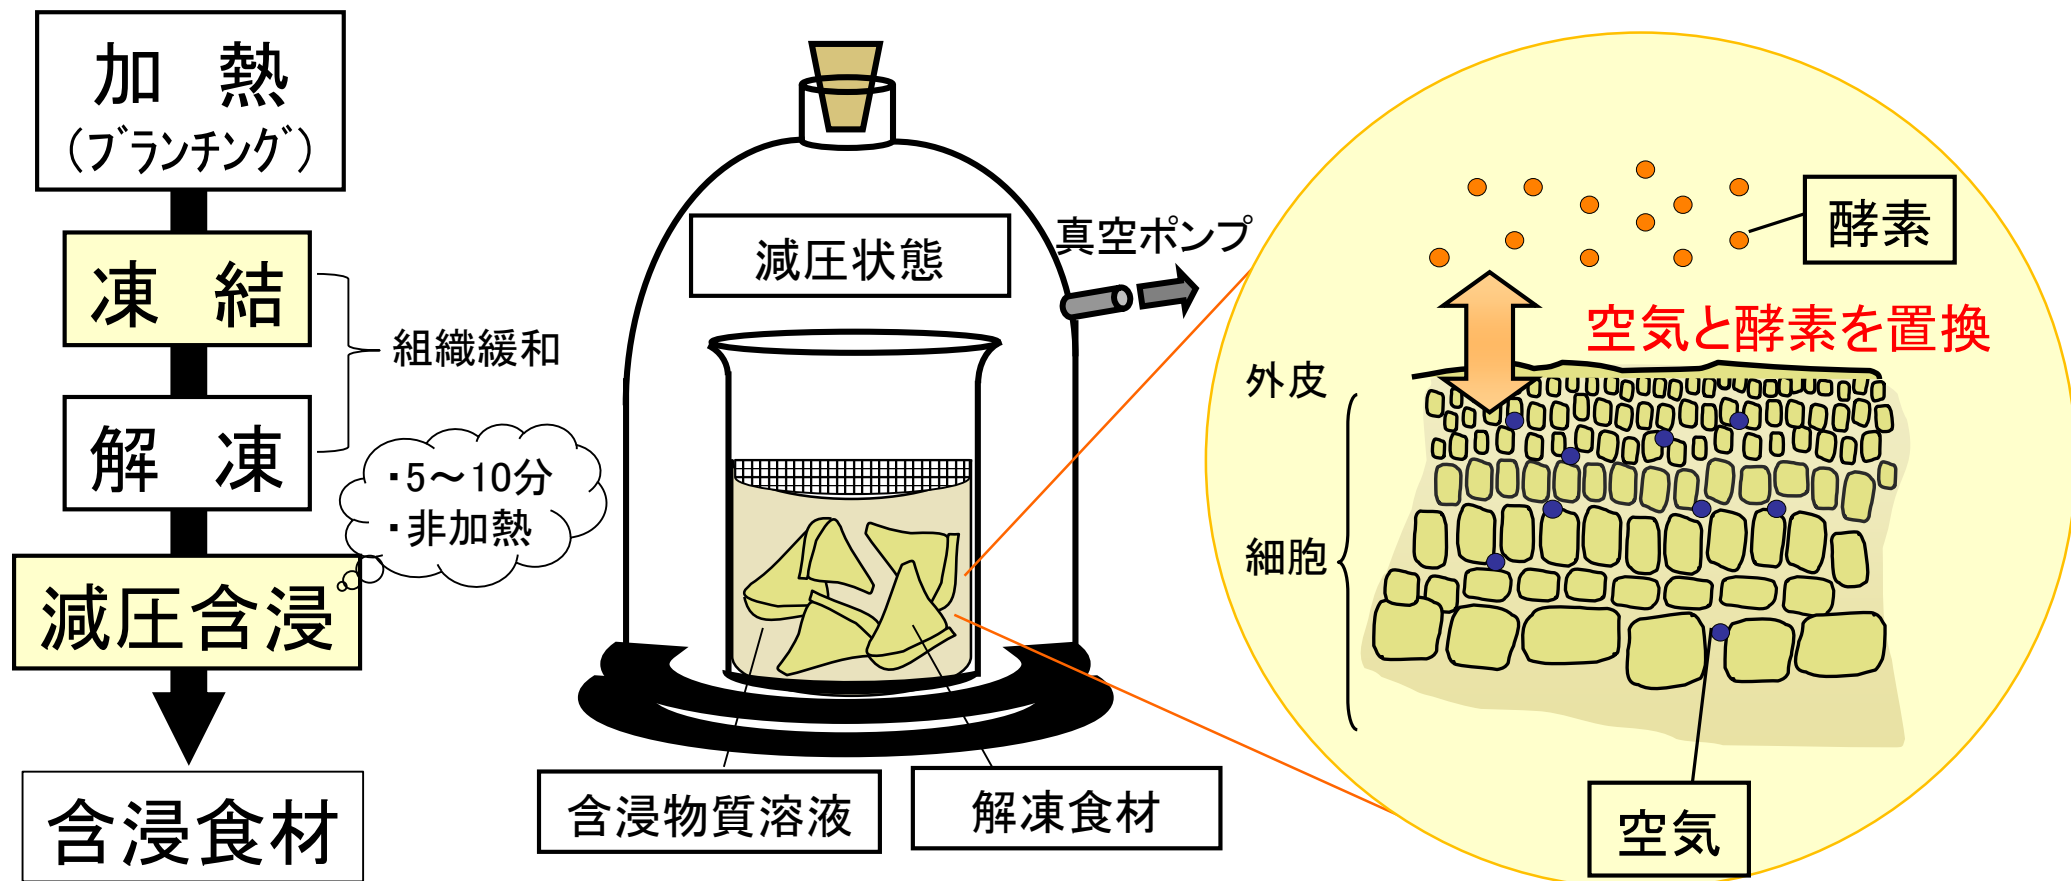 加　熱
(ﾌﾞランチングﾞ)
凍　結
解　凍
組織緩和
・5～10分
・非加熱
減圧含浸
含浸食材
減圧状態
真空ポンプ
含浸物質溶液
解凍食材
酵素
空気と酵素を置換
外皮
細胞
空気